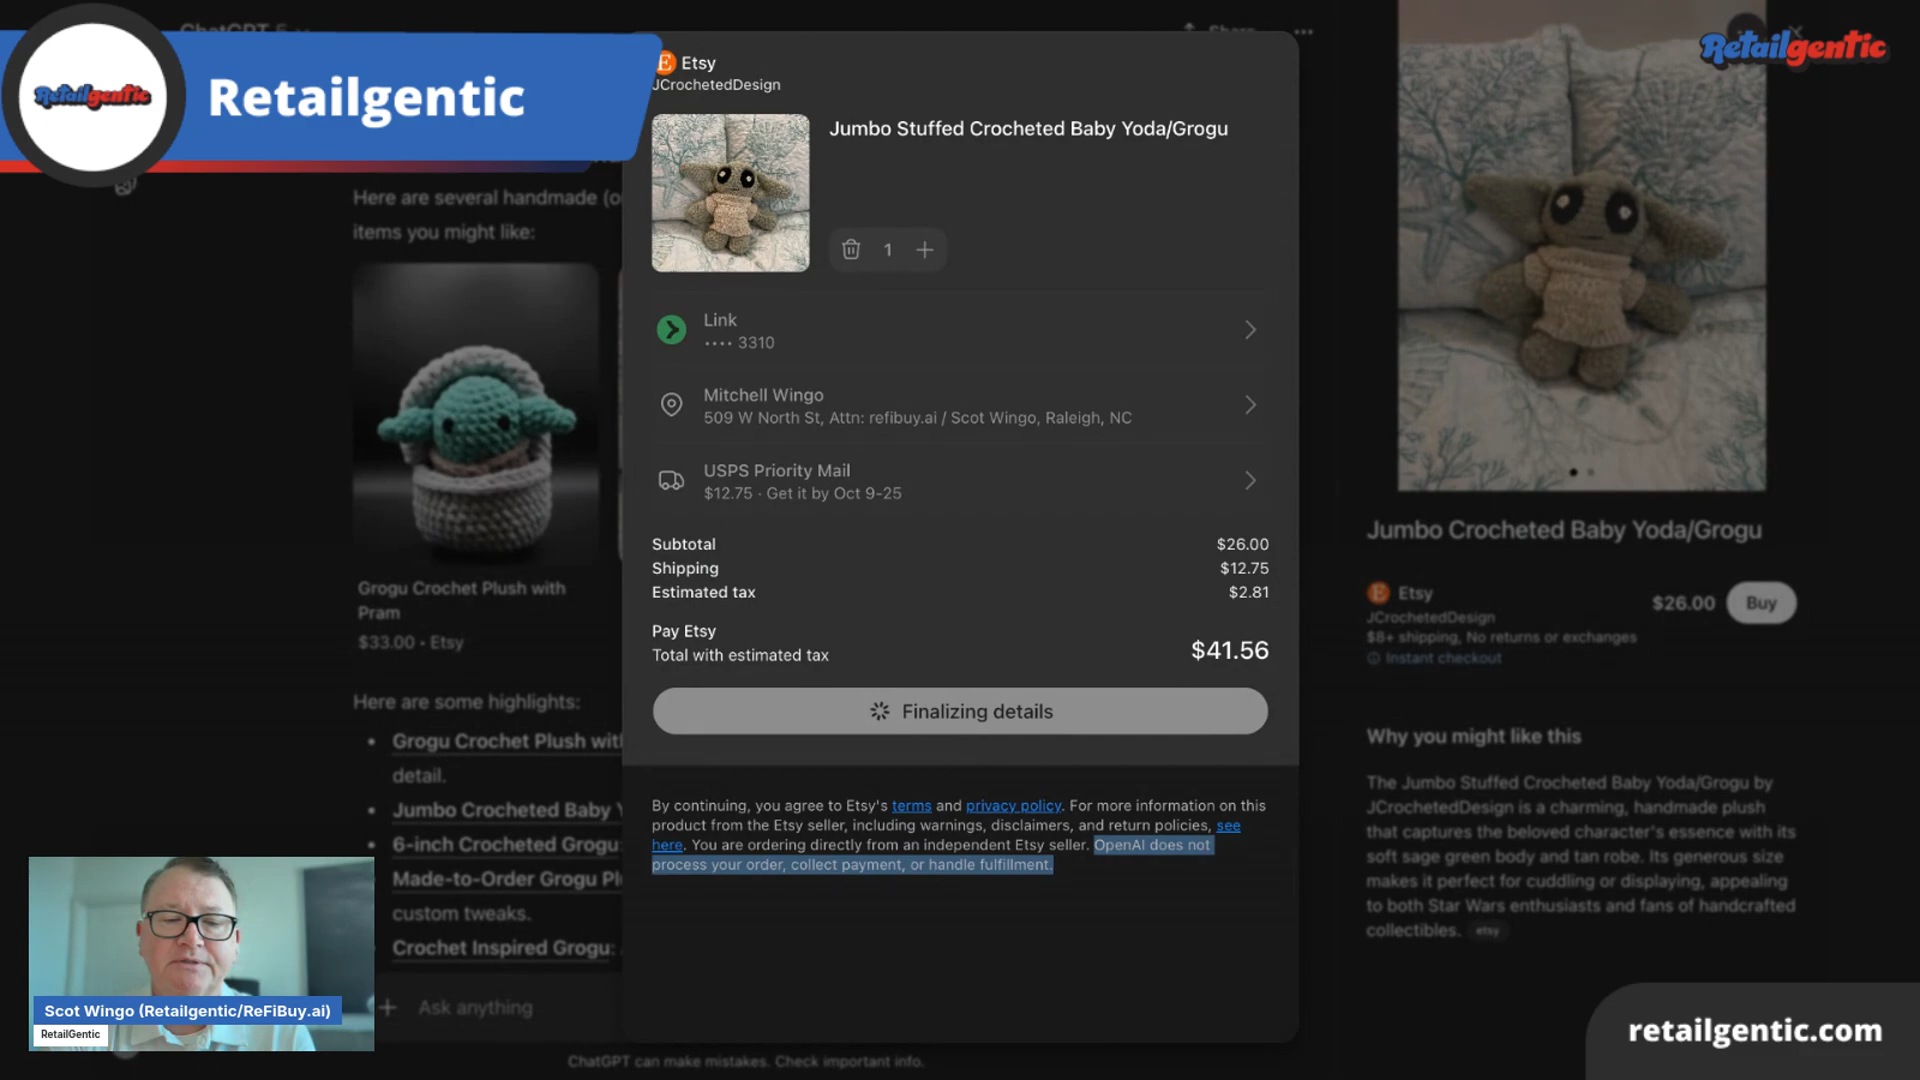 Retailgentic
Retailgentic
Retailgentic
ChatGPT 5
Share
Here are several handmade (o
items you might like:
Grogu Crochet Plush with
Pram
$33.00 • Etsy
Here are some highlights:
• Grogu Crochet Plush wit
detail.
• Jumbo Crocheted Baby Y
• 6-inch Crocheted Grogu
Made-to-Order Grogu Pl
custom tweaks.
Crochet Inspired Grogu:
Ask anything
ChatGPT can make mistakes. Check important info.
E Etsy
JCrochetedDesign
Jumbo Stuffed Crocheted Baby Yoda/Grogu
1
Link
•••• 3310
Mitchell Wingo
509 W North St, Attn: refibuy.ai / Scot Wingo, Raleigh, NC
USPS Priority Mail
$12.75 · Get it by Oct 9-25
Subtotal $26.00
Shipping $12.75
Estimated tax $2.81
Pay Etsy
Total with estimated tax $41.56
Finalizing details
By continuing, you agree to Etsy's terms and privacy policy. For more information on this
product from the Etsy seller, including warnings, disclaimers, and return policies, see
here. You are ordering directly from an independent Etsy seller. OpenAI does not
process your order, collect payment, or handle fulfillment.
Jumbo Crocheted Baby Yoda/Grogu
E Etsy
JCrochetedDesign
$8+ shipping, No returns or exchanges
Instant checkout
$26.00 Buy
Why you might like this
The Jumbo Stuffed Crocheted Baby Yoda/Grogu by
JCrochetedDesign is a charming, handmade plush
that captures the beloved character's essence with its
soft sage green body and tan robe. Its generous size
makes it perfect for cuddling or displaying, appealing
to both Star Wars enthusiasts and fans of handcrafted
collectibles. etsy
Scot Wingo (Retailgentic/ReFiBuy.ai)
RetailGentic
retailgentic.com